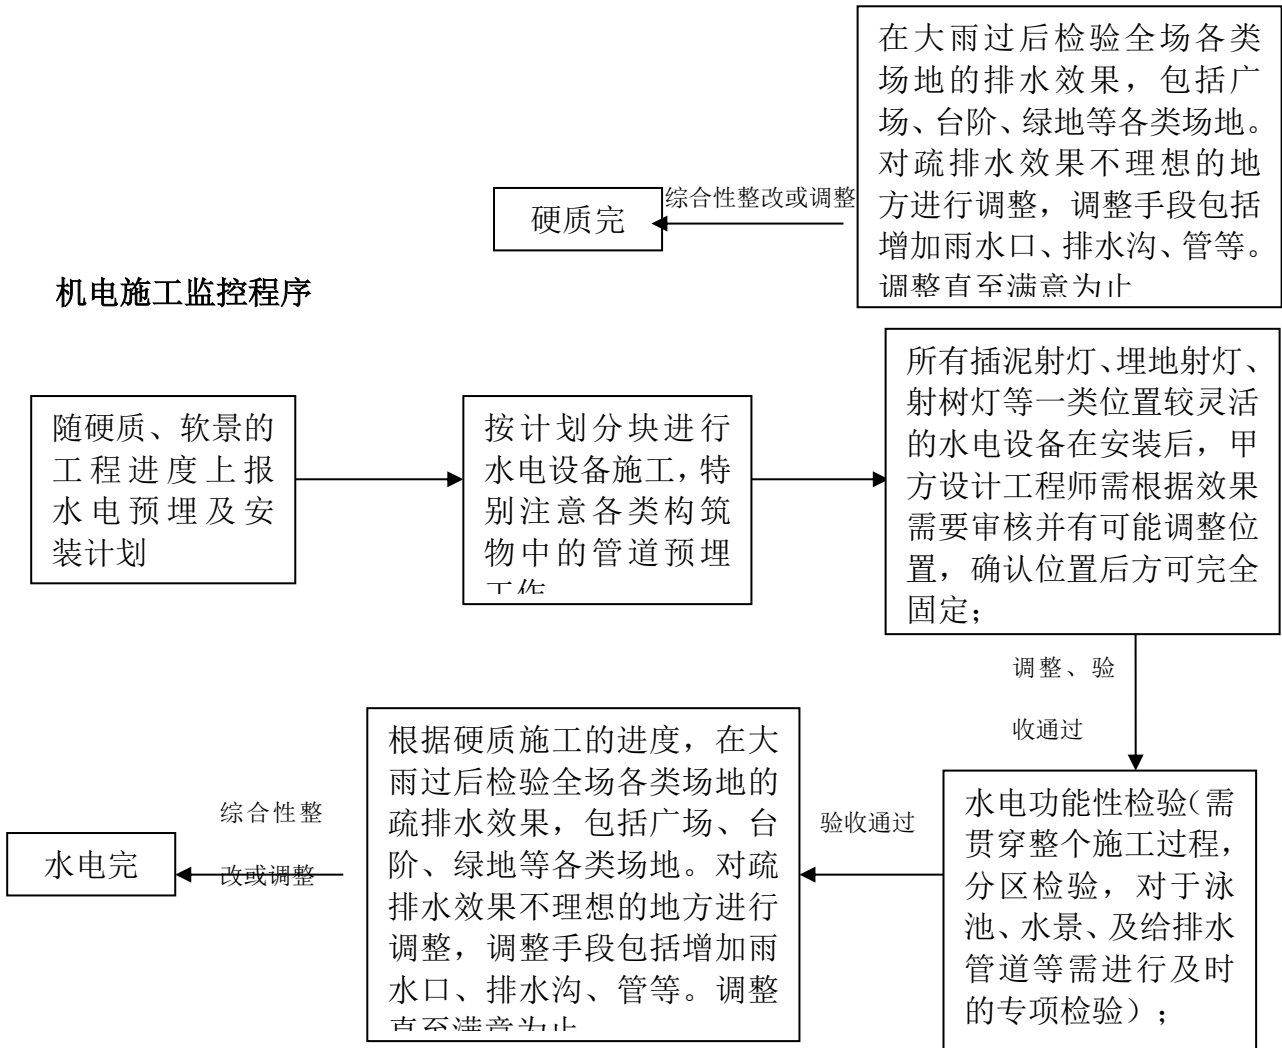 在大雨过后检验全场各类
场地的排水效果，包括广
场、台阶、绿地等各类场地。
对疏排水效果不理想的地
方进行调整，调整手段包括
增加雨水口、排水沟、管等。
调整直至满意为止
综合性整改或调整
硬质完
机电施工监控程序
随硬质、软景的
工程进度上报
水电预埋及安
装计划
按计划分块进行
水电设备施工，特
别注意各类构筑
物中的管道预埋
工作
所有插泥射灯、埋地射灯、
射树灯等一类位置较灵活
的水电设备在安装后，甲
方设计工程师需根据效果
需要审核并有可能调整位
置，确认位置后方可完全
固定；
调整、验
收通过
水电功能性检验（需
贯穿整个施工过程，
分区检验，对于泳
池、水景、及给排水
管道等需进行及时
的专项检验）；
验收通过
根据硬质施工的进度，在大
雨过后检验全场各类场地的
疏排水效果，包括广场、台
阶、绿地等各类场地。对疏
排水效果不理想的地方进行
调整，调整手段包括增加雨
水口、排水沟、管等。调整
直至满意为止
综合性整
改或调整
水电完